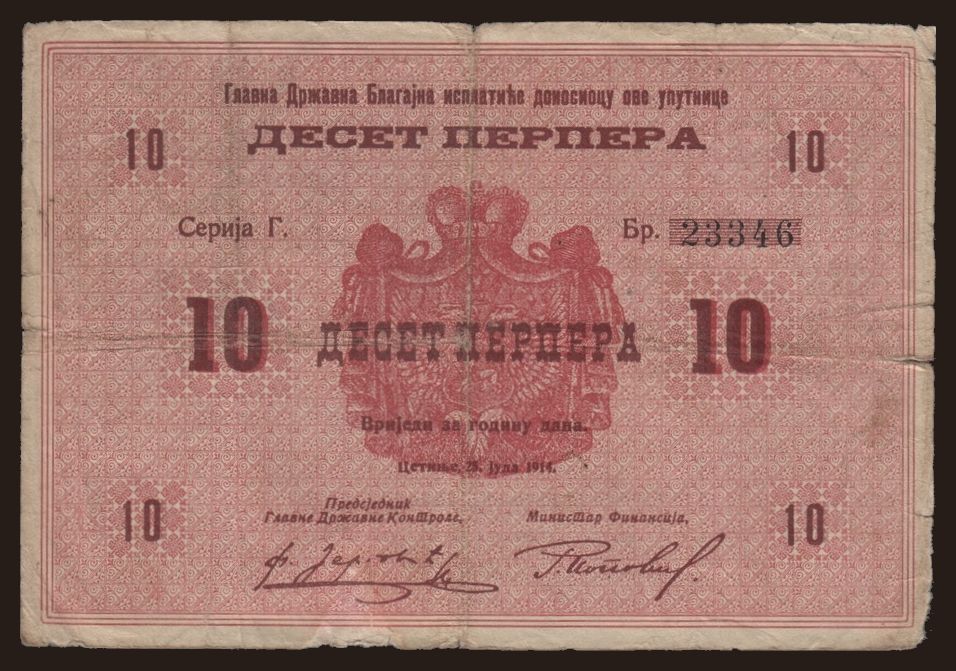 Главна Државна Благајна исплатиће доносиоцу ове упутнице
ДЕСЕТ ПЕРПЕРА
10 10
Серија Г. Бр. 23346
10 ДЕСЕТ ПЕРПЕРА 10
Вриједи за годину дана.
Цетиње, 25. Јула 1914.
Предсједник
Главне Државне Контроле, Министар Финансија,
10 10